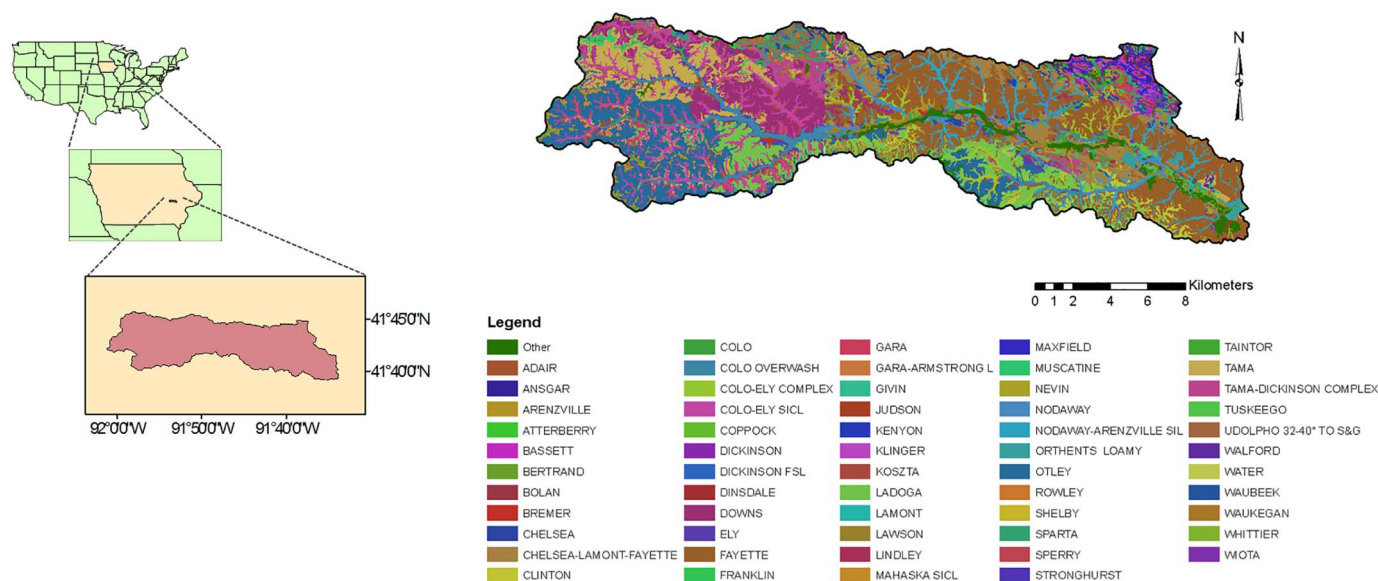 N
Kilometers
0 1 2 4 6 8
41°45'0"N
41°40'0"N
92°0'0"W 91°50'0"W 91°40'0"W
Legend
Other
ADAIR
ANSGAR
ARENZVILLE
ATTERBERRY
BASSETT
BERTRAND
BOLAN
BREMER
CHELSEA
CHELSEA-LAMONT-FAYETTE
CLINTON
COLO
COLO OVERWASH
COLO-ELY COMPLEX
COLO-ELY SICL
COPPOCK
DICKINSON
DICKINSON FSL
DINSDALE
DOWNS
ELY
FAYETTE
FRANKLIN
GARA
GARA-ARMSTRONG L
GIVIN
JUDSON
KENYON
KLINGER
KOSZTA
LADOGA
LAMONT
LAWSON
LINDLEY
MAHASKA SICL
MAXFIELD
MUSCATINE
NEVIN
NODAWAY
NODAWAY-ARENZVILLE SIL
ORTHENTS LOAMY
OTLEY
ROWLEY
SHELBY
SPARTA
SPERRY
STRONGHURST
TAINTOR
TAMA
TAMA-DICKINSON COMPLEX
TUSKEEGO
UDOLPHO 32-40" TO S&G
WALFORD
WATER
WAUBEEK
WAUKEGAN
WHITTIER
WIOTA